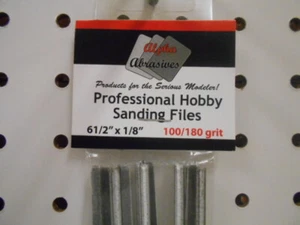 Alpha
Abrasives
Products for the Serious Modeler!
Professional Hobby
Sanding Files
61/2" x 1/8" 100/180 grit